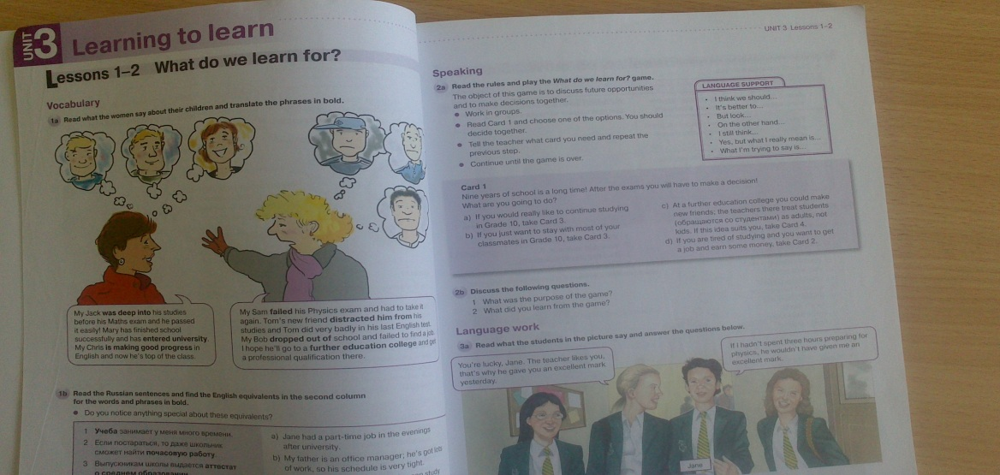 UNIT 3 Learning to learn
Lessons 1–2 What do we learn for?
Vocabulary
1a Read what the women say about their children and translate the phrases in bold.
My Jack was deep into his studies
before his Maths exam and he passed
it easily! Mary has finished school
successfully and has entered university.
My Chris is making good progress in
English and now he's top of the class.
My Sam failed his Physics exam and had to take it
again. Tom's new friend distracted him from his
studies and Tom did very badly in his last English test.
My Bob dropped out of school and failed to find a job.
I hope he'll go to a further education college and get
a professional qualification there.
1b Read the Russian sentences and find the English equivalents in the second column
for the words and phrases in bold.
• Do you notice anything special about these equivalents?
1 Учеба занимает у меня много времени.
2 Если постараться, то даже школьник
сможет найти почасовую работу.
3 Выпускникам школы выдается аттестат
о среднем образовании
a) Jane had a part-time job in the evenings
after university.
b) My father is an office manager; he's got lots
of work, so his schedule is very tight.
study
UNIT 3 Lessons 1–2
Speaking
2a Read the rules and play the What do we learn for? game.
The object of this game is to discuss future opportunities
and to make decisions together.
• Work in groups.
• Read Card 1 and choose one of the options. You should
decide together.
• Tell the teacher what card you need and repeat the
previous step.
• Continue until the game is over.
LANGUAGE SUPPORT
• I think we should...
• It's better to...
• But look...
• On the other hand...
• I still think...
• Yes, but what I really mean is...
• What I'm trying to say is...
Card 1
Nine years of school is a long time! After the exams you will have to make a decision!
What are you going to do?
a) If you would really like to continue studying
in Grade 10, take Card 3.
b) If you just want to stay with most of your
classmates in Grade 10, take Card 3.
c) At a further education college you could make
new friends; the teachers there treat students
(обращаются со студентами) as adults, not
kids. If this idea suits you, take Card 4.
d) If you are tired of studying and you want to get
a job and earn some money, take Card 2.
2b Discuss the following questions.
1 What was the purpose of the game?
2 What did you learn from the game?
Language work
3a Read what the students in the picture say and answer the questions below.
You're lucky, Jane. The teacher likes you,
that's why he gave you an excellent mark
yesterday.
If I hadn't spent three hours preparing for
physics, he wouldn't have given me an
excellent mark.
Jane